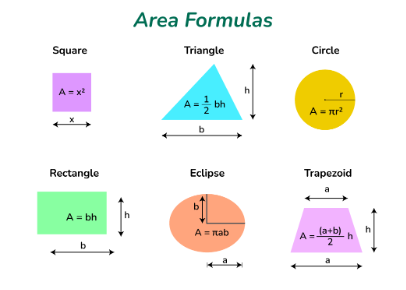 Area Formulas
Square
Triangle
Circle
A = x²
x
A = 1/2 bh
h
b
r
A = πr²
Rectangle
Eclipse
Trapezoid
A = bh
h
b
b
A = πab
a
a
A = (a+b)/2 h
h
a